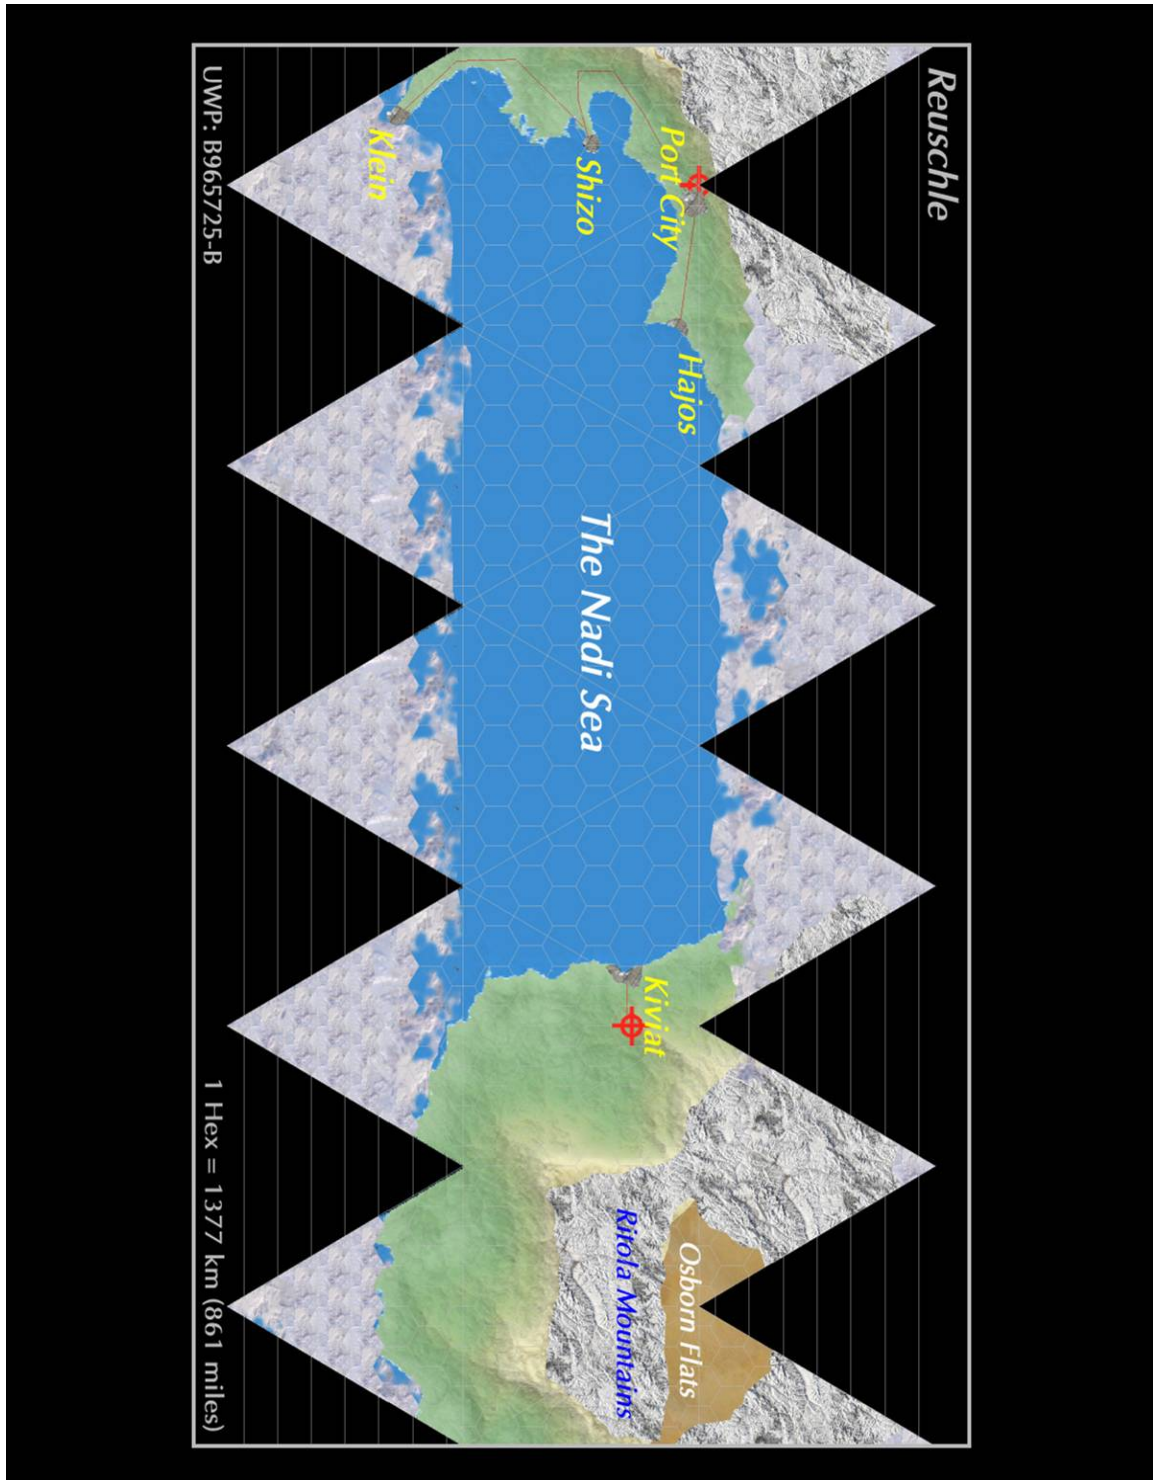 Reuschle
Port City
Hajos
Shizo
Klein
The Nadi Sea
Kivjat
Osborn Flats
Ritola Mountains
UWP: B965725-B
1 Hex = 1377 km (861 miles)